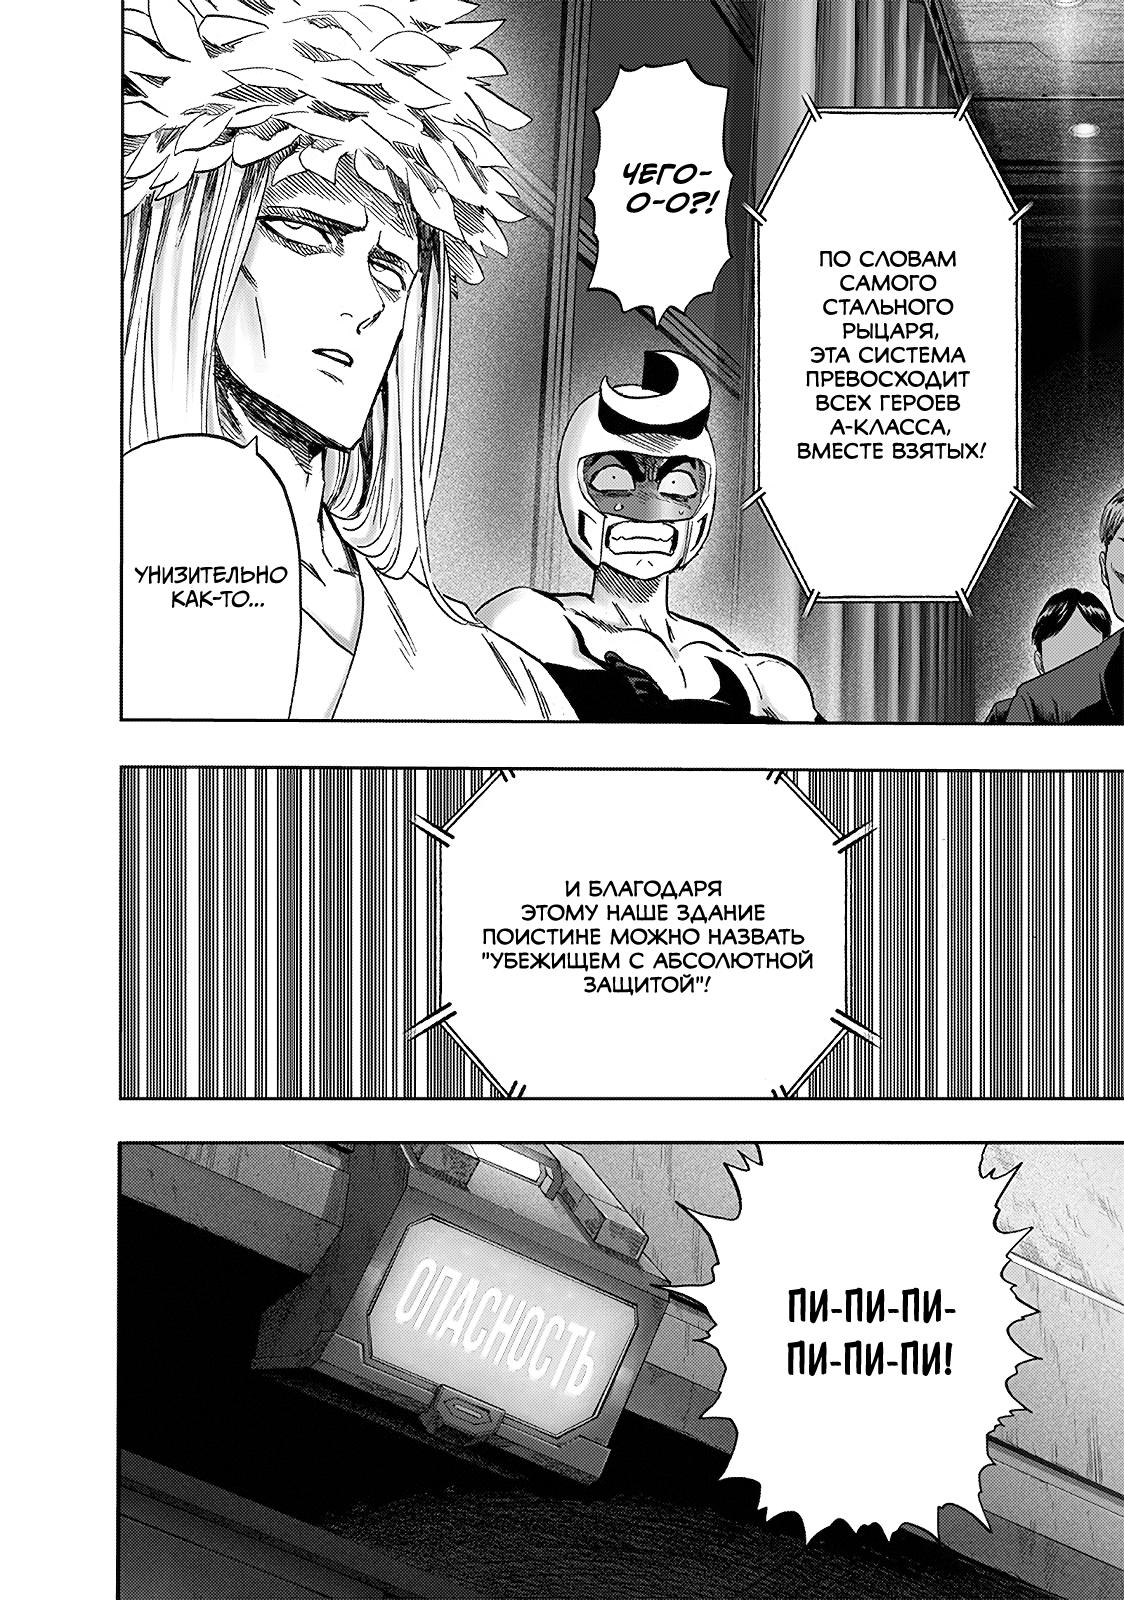 ПО СЛОВАМ
САМОГО
СТАЛЬНОГО
РЫЦАРЯ,
ЭТА СИСТЕМА
ПРЕВОСХОДИТ
ВСЕХ ГЕРОЕВ
А-КЛАССА,
ВМЕСТЕ ВЗЯТЫХ!
ЧЕГО-
О-О?!
УНИЗИТЕЛЬНО
КАК-ТО...
И БЛАГОДАРЯ
ЭТОМУ НАШЕ ЗДАНИЕ
ПОИСТИНЕ МОЖНО НАЗВАТЬ
"УБЕЖИЩЕМ С АБСОЛЮТНОЙ
ЗАЩИТОЙ"!
ПИ-ПИ-ПИ-
ПИ-ПИ-ПИ!
ОПАСНОСТЬ